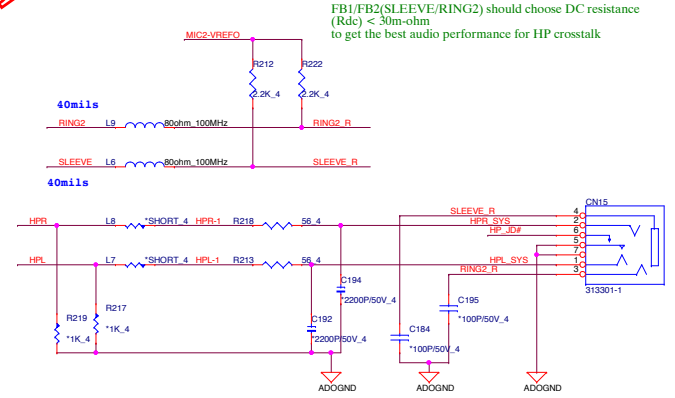 FB1/FB2(SLEEVE/RING2) should choose DC resistance
(Rdc) < 30m-ohm
to get the best audio performance for HP crosstalk
MIC2-VREFO
R212
R222
2.2K_4
2.2K_4
40mils
RING2
L9
80ohm_100MHz
RING2_R
SLEEVE
L6
80ohm_100MHz
SLEEVE_R
40mils
CN15
SLEEVE_R
4
HPR
L8
*SHORT_4
HPR-1
R218
56_4
HPR_SYS
2
HP_JD#
6
5
7
HPL
L7
*SHORT_4
HPL-1
R213
56_4
HPL_SYS
1
RING2_R
3
313301-1
C194
*2200P/50V_4
R219
*1K_4
R217
*1K_4
C192
*2200P/50V_4
C195
*100P/50V_4
C184
*100P/50V_4
ADOGND
ADOGND
ADOGND